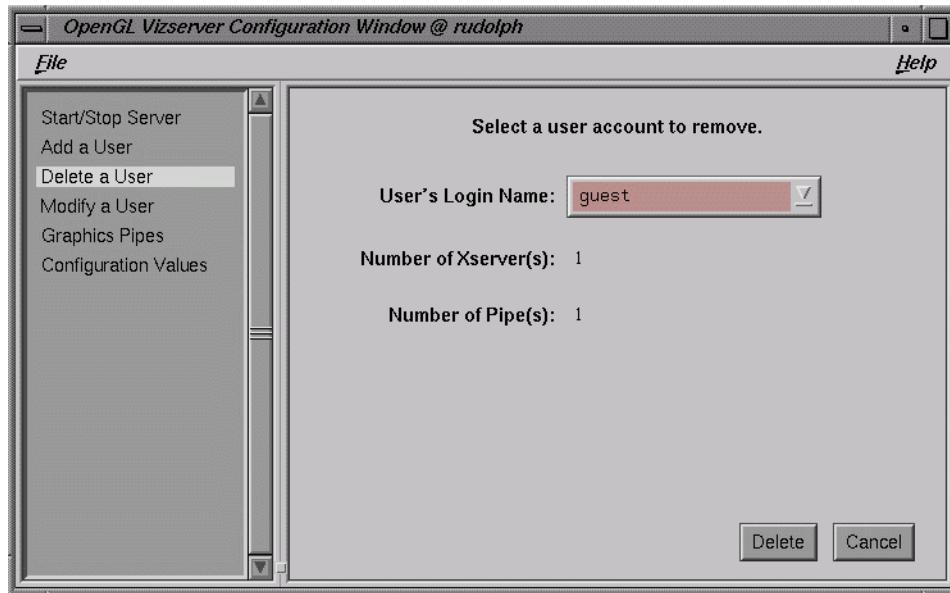 OpenGL Vizserver Configuration Window @ rudolph
File Help
Start/Stop Server
Add a User
Delete a User
Modify a User
Graphics Pipes
Configuration Values
Select a user account to remove.
User's Login Name: guest
Number of Xserver(s): 1
Number of Pipe(s): 1
Delete Cancel